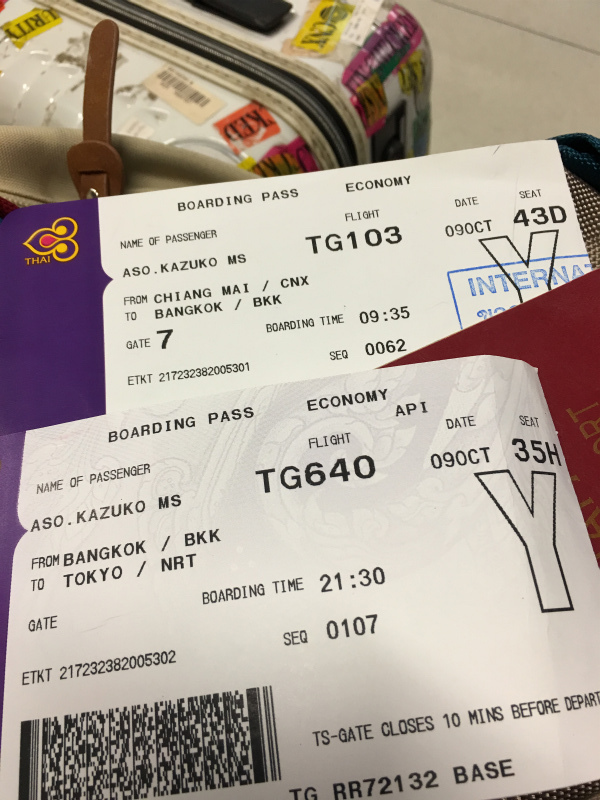 BOARDING PASS ECONOMY
NAME OF PASSENGER FLIGHT DATE SEAT
TG103 09OCT 43D
THAI
ASO.KAZUKO MS
Y
FROM CHIANG MAI / CNX
TO BANGKOK / BKK
GATE 7 BOARDING TIME 09:35
SEQ 0062
ETKT 217232382005301
BOARDING PASS ECONOMY API
NAME OF PASSENGER FLIGHT DATE SEAT
TG640 09OCT 35H
ASO.KAZUKO MS
Y
FROM BANGKOK / BKK
TO TOKYO / NRT
GATE BOARDING TIME 21:30
SEQ 0107
ETKT 217232382005302
TS-GATE CLOSES 10 MINS BEFORE DEPART
TG RR72132 BASE